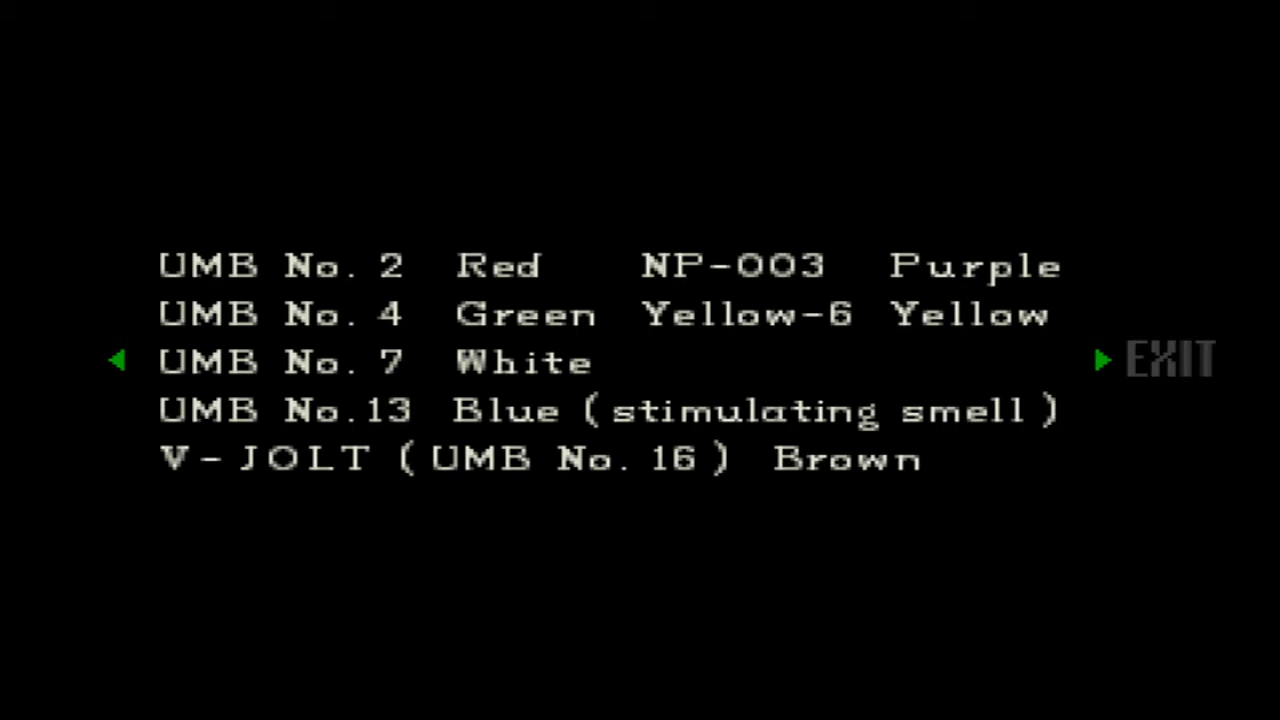 UMB No. 2 Red NP-003 Purple
UMB No. 4 Green Yellow-6 Yellow
UMB No. 7 White
EXIT
UMB No.13 Blue (stimulating smell)
V-JOLT (UMB No.16) Brown